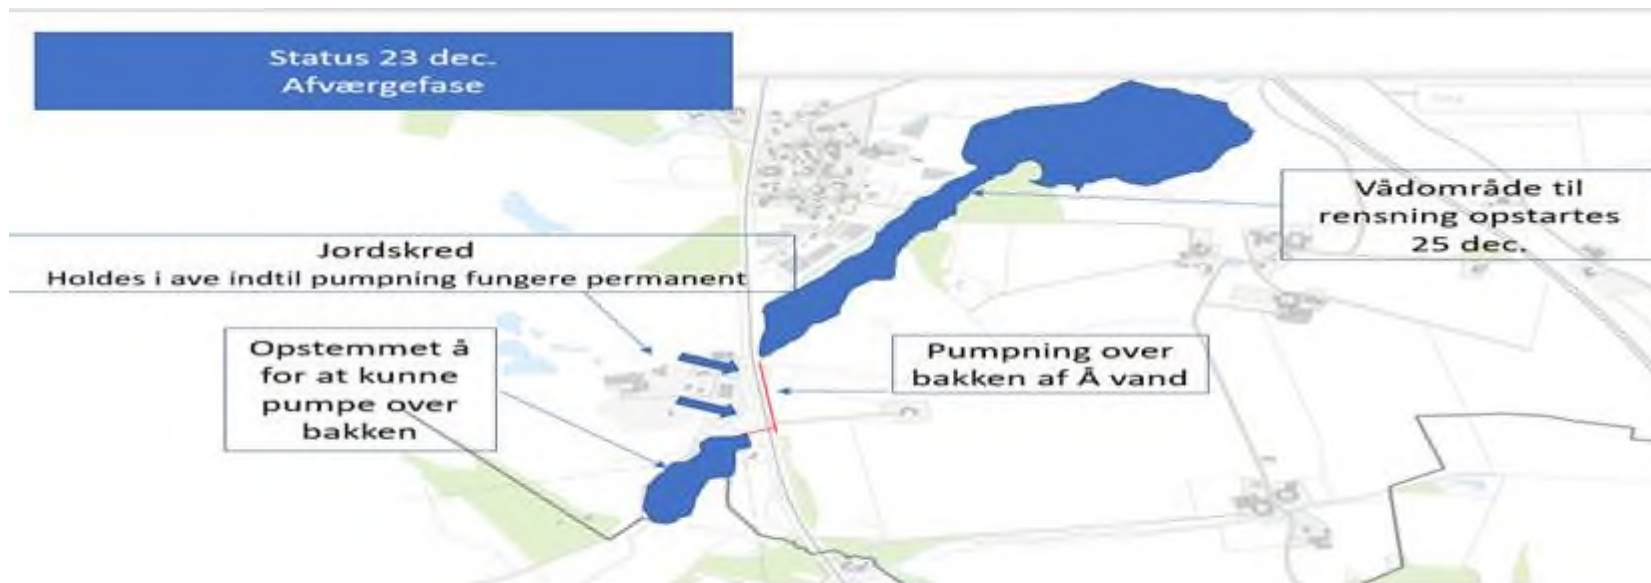 Status 23 dec.
Afværgefase
Vådområde til
rensning opstartes
25 dec.
Jordskred
Holdes i ave indtil pumpning fungere permanent
Opstemmet å
for at kunne
pumpe over
bakken
Pumpning over
bakken af Å vand